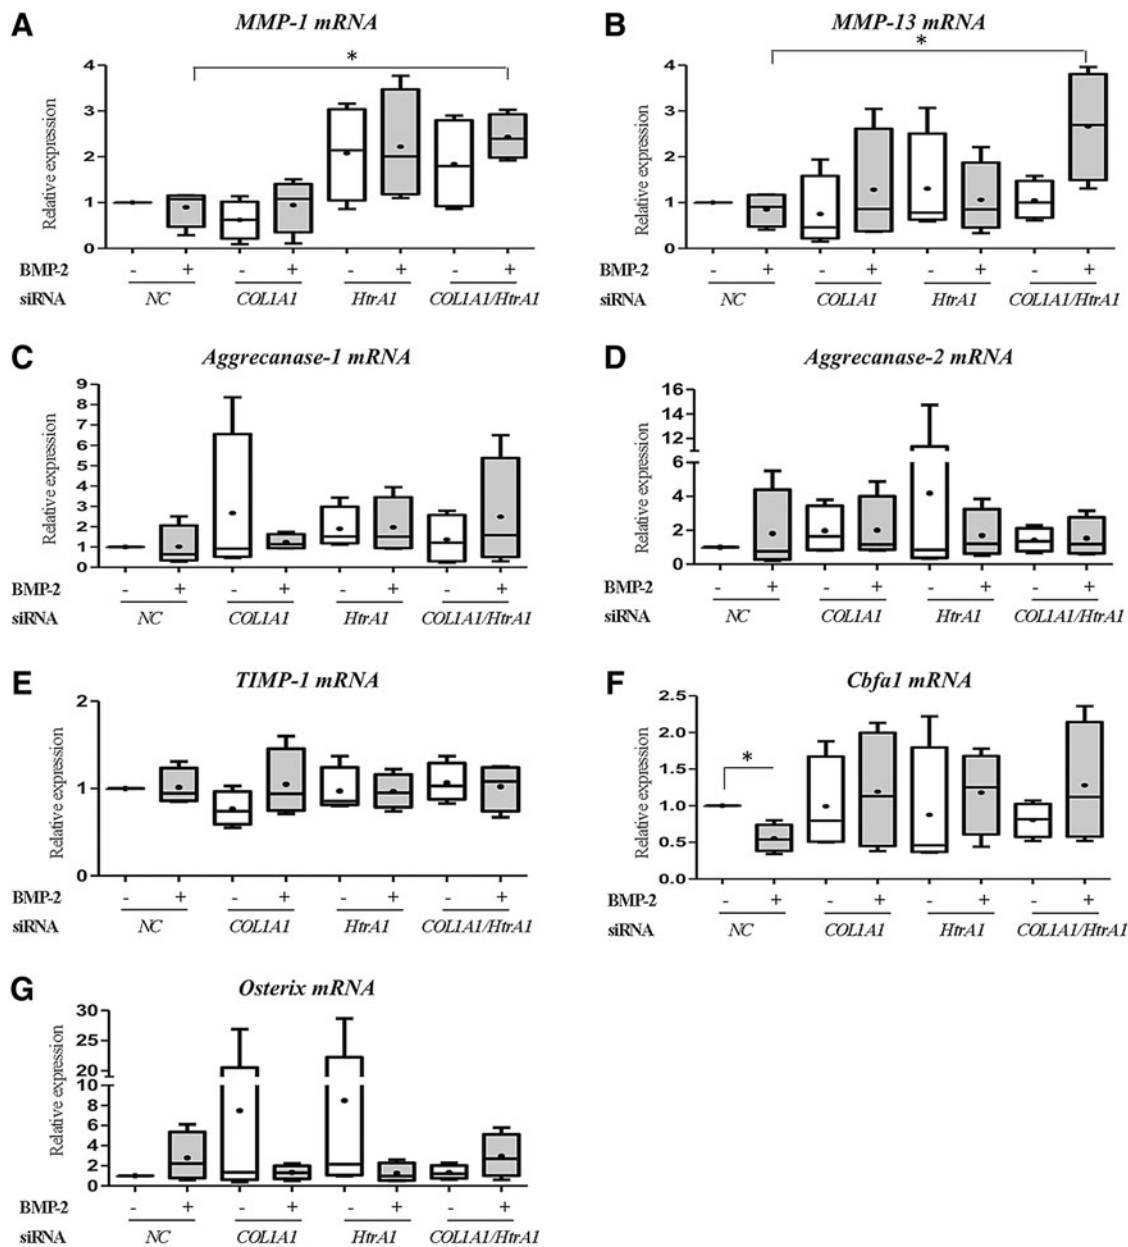 A
MMP-1 mRNA
*
Relative expression
4
3
2
1
0
BMP-2 - + - + - + - +
siRNA NC COL1A1 HtrA1 COL1A1/HtrA1
B
MMP-13 mRNA
*
Relative expression
4
3
2
1
0
BMP-2 - + - + - + - +
siRNA NC COL1A1 HtrA1 COL1A1/HtrA1
C
Aggrecanase-1 mRNA
Relative expression
9
8
7
6
5
4
3
2
1
0
BMP-2 - + - + - + - +
siRNA NC COL1A1 HtrA1 COL1A1/HtrA1
D
Aggrecanase-2 mRNA
Relative expression
16
14
12
6
4
2
0
BMP-2 - + - + - + - +
siRNA NC COL1A1 HtrA1 COL1A1/HtrA1
E
TIMP-1 mRNA
Relative expression
2
1
0
BMP-2 - + - + - + - +
siRNA NC COL1A1 HtrA1 COL1A1/HtrA1
F
Cbfa1 mRNA
*
Relative expression
2.5
2.0
1.5
1.0
0.5
0.0
BMP-2 - + - + - + - +
siRNA NC COL1A1 HtrA1 COL1A1/HtrA1
G
Osterix mRNA
Relative expression
30
25
20
10
8
6
4
2
0
BMP-2 - + - + - + - +
siRNA NC COL1A1 HtrA1 COL1A1/HtrA1